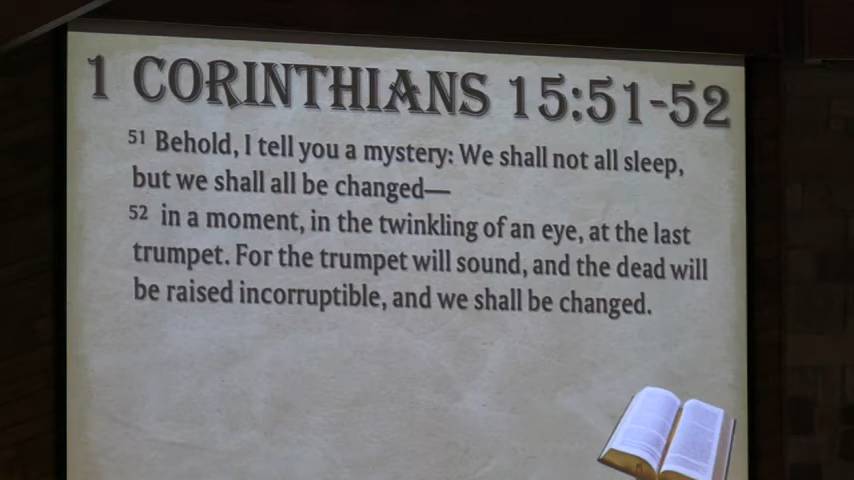 1 CORINTHIANS 15:51-52
51 Behold, I tell you a mystery: We shall not all sleep,
but we shall all be changed—
52 in a moment, in the twinkling of an eye, at the last
trumpet. For the trumpet will sound, and the dead will
be raised incorruptible, and we shall be changed.